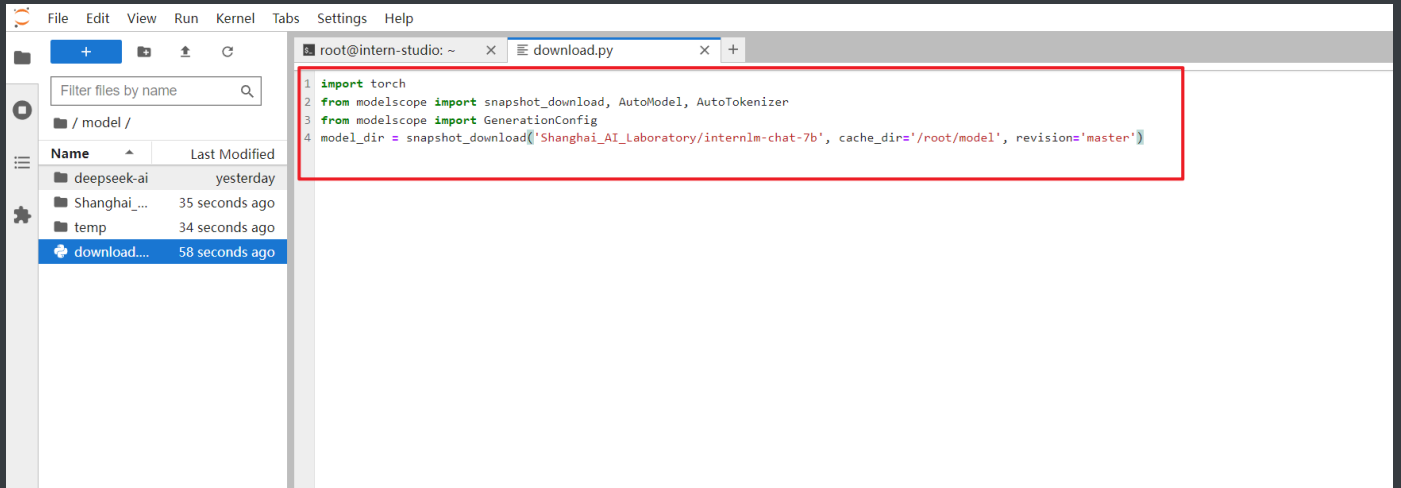 File Edit View Run Kernel Tabs Settings Help
root@intern-studio: ~
download.py
Filter files by name
/ model /
Name Last Modified
deepseek-ai yesterday
Shanghai_... 35 seconds ago
temp 34 seconds ago
download.... 58 seconds ago
1 import torch
2 from modelscope import snapshot_download, AutoModel, AutoTokenizer
3 from modelscope import GenerationConfig
4 model_dir = snapshot_download('Shanghai_AI_Laboratory/internlm-chat-7b', cache_dir='/root/model', revision='master')